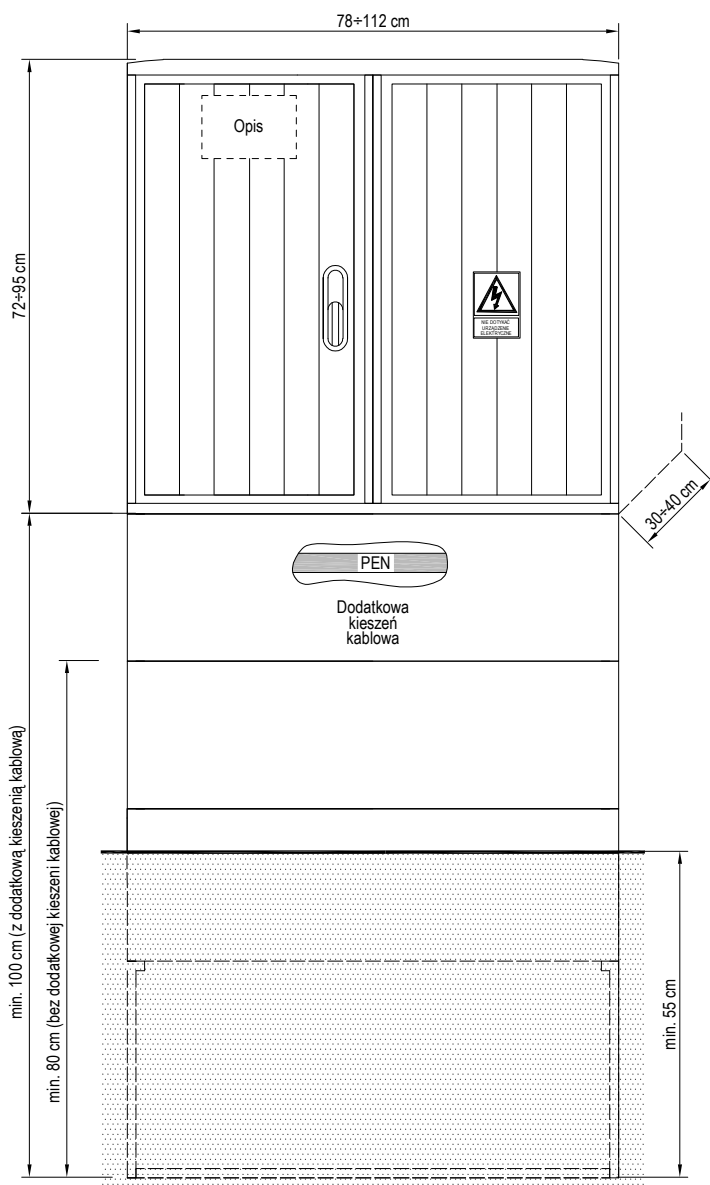 78÷112 cm
Opis
72÷95 cm
NIE DOTYKAĆ
URZĄDZENIE
ELEKTRYCZNE
30÷40 cm
PEN
Dodatkowa
kieszeń
kablowa
min. 100 cm (z dodatkową kieszenią kablową)
min. 80 cm (bez dodatkowej kieszeni kablowej)
min. 55 cm